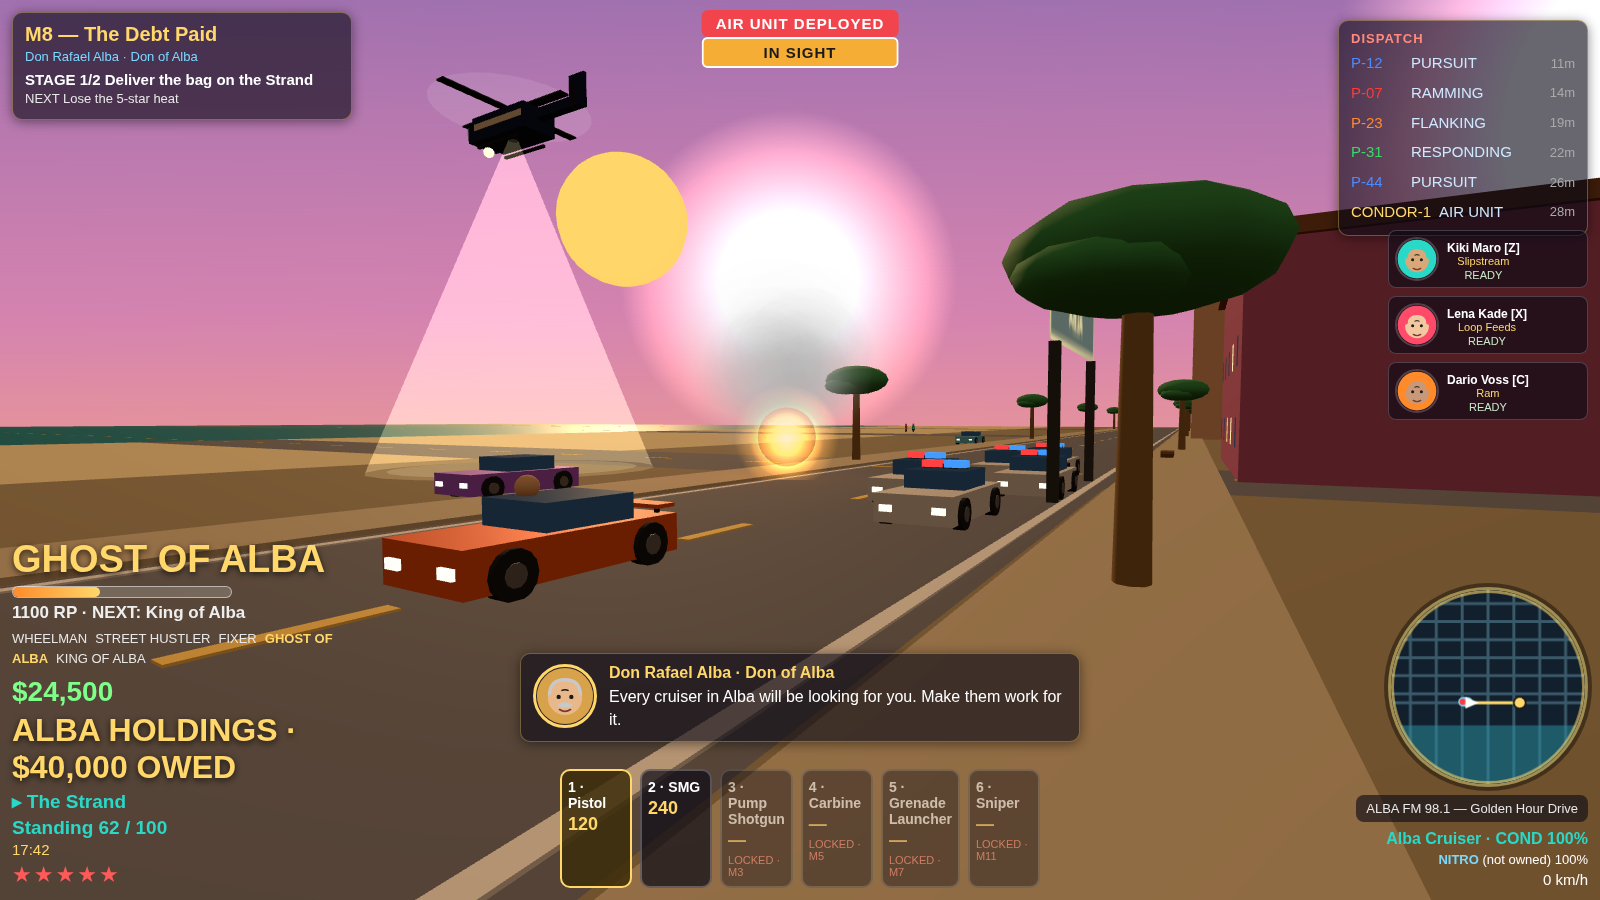 M8 — The Debt Paid
Don Rafael Alba · Don of Alba
STAGE 1/2 Deliver the bag on the Strand
NEXT Lose the 5-star heat
AIR UNIT DEPLOYED
IN SIGHT
DISPATCH
P-12 PURSUIT 11m
P-07 RAMMING 14m
P-23 FLANKING 19m
P-31 RESPONDING 22m
P-44 PURSUIT 26m
CONDOR-1 AIR UNIT 28m
Kiki Maro [Z]
Slipstream
READY
Lena Kade [X]
Loop Feeds
READY
Dario Voss [C]
Ram
READY
GHOST OF ALBA
1100 RP · NEXT: King of Alba
WHEELMAN STREET HUSTLER FIXER GHOST OF
ALBA KING OF ALBA
$24,500
ALBA HOLDINGS ·
$40,000 OWED
▸ The Strand
Standing 62 / 100
17:42
★★★★★
Don Rafael Alba · Don of Alba
Every cruiser in Alba will be looking for you. Make them work for
it.
1 ·
Pistol
120
2 · SMG
240
3 ·
Pump
Shotgun
—
LOCKED ·
M3
4 ·
Carbine
—
LOCKED ·
M5
5 ·
Grenade
Launcher
—
LOCKED ·
M7
6 ·
Sniper
—
LOCKED ·
M11
ALBA FM 98.1 — Golden Hour Drive
Alba Cruiser · COND 100%
NITRO (not owned) 100%
0 km/h